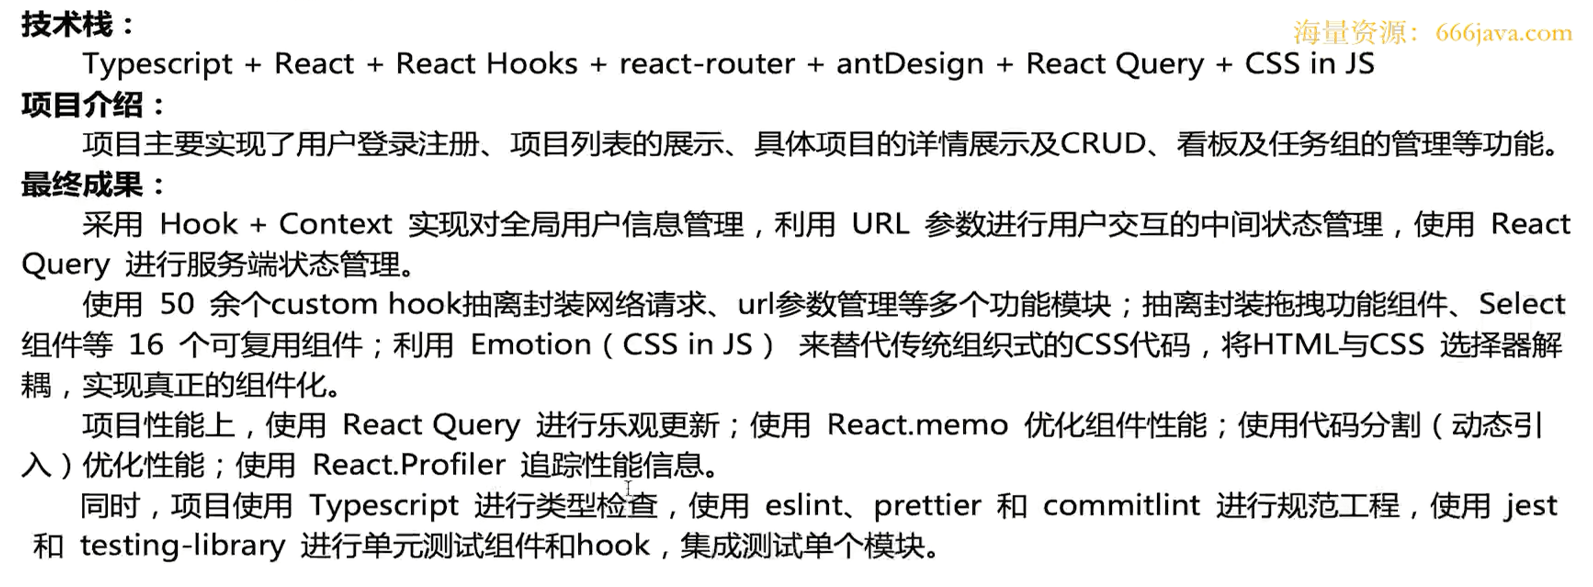 技术栈：
海量资源：666java.com
Typescript + React + React Hooks + react-router + antDesign + React Query + CSS in JS
项目介绍：
项目主要实现了用户登录注册、项目列表的展示、具体项目的详情展示及CRUD、看板及任务组的管理等功能。
最终成果：
采用 Hook + Context 实现对全局用户信息管理，利用 URL 参数进行用户交互的中间状态管理，使用 React
Query 进行服务端状态管理。
使用 50 余个custom hook抽离封装网络请求、url参数管理等多个功能模块；抽离封装拖拽功能组件、Select
组件等 16 个可复用组件；利用 Emotion（CSS in JS） 来替代传统组织式的CSS代码，将HTML与CSS 选择器解
耦，实现真正的组件化。
项目性能上，使用 React Query 进行乐观更新；使用 React.memo 优化组件性能；使用代码分割（动态引
入）优化性能；使用 React.Profiler 追踪性能信息。
同时，项目使用 Typescript 进行类型检查，使用 eslint、prettier 和 commitlint 进行规范工程，使用 jest
和 testing-library 进行单元测试组件和hook，集成测试单个模块。